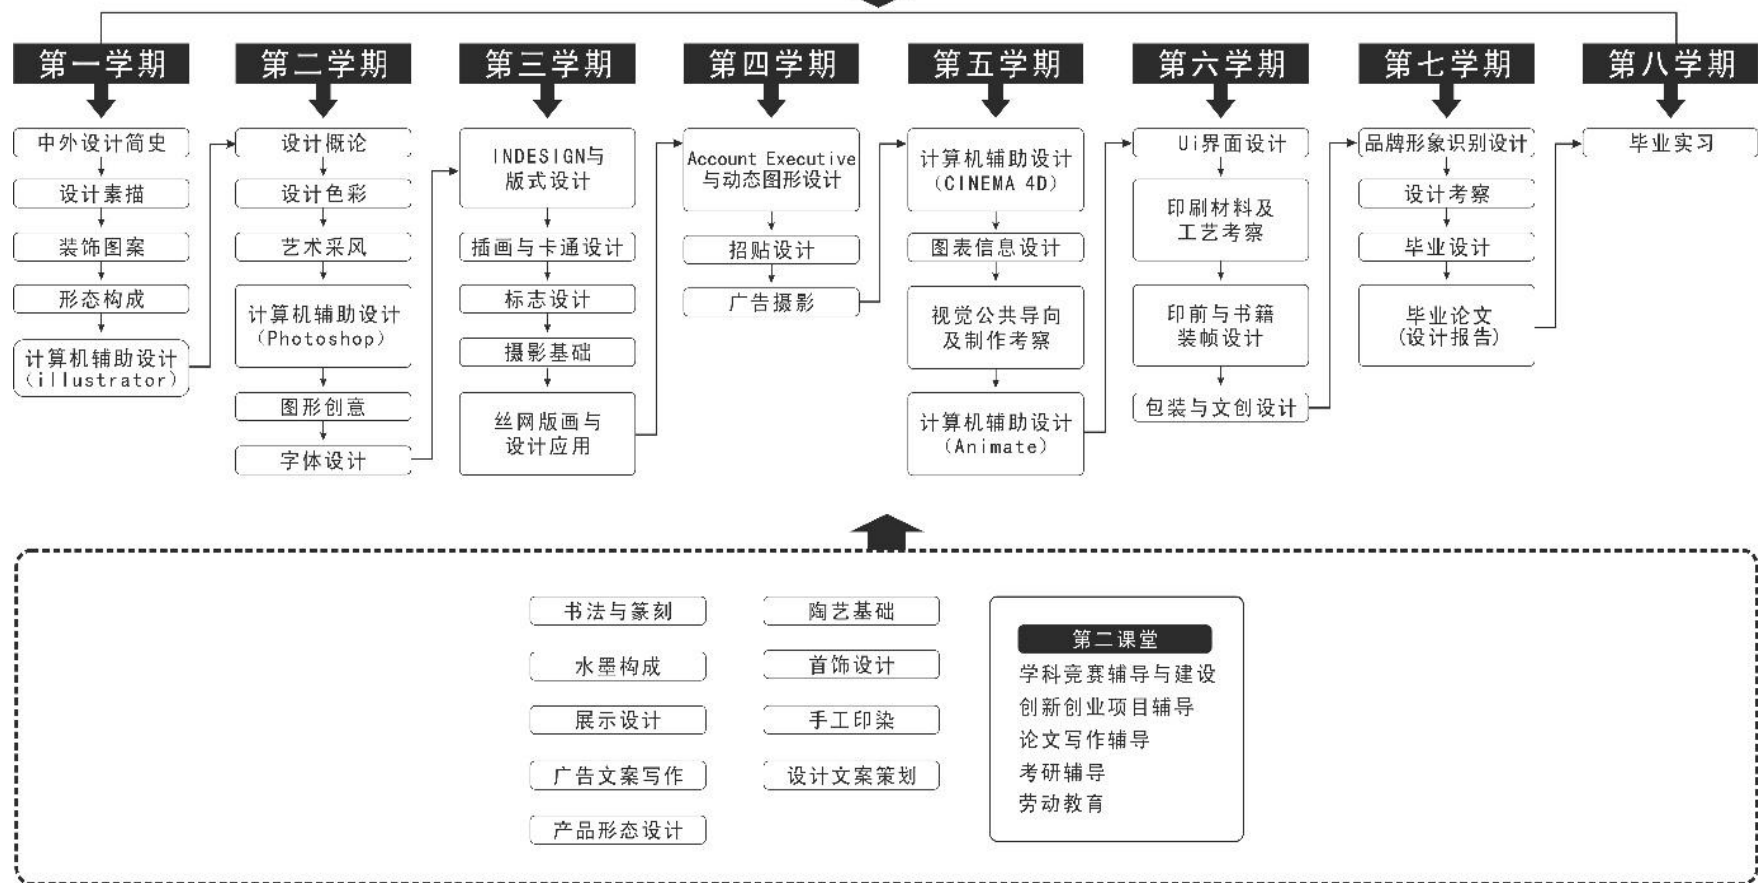 第一学期
第二学期
第三学期
第四学期
第五学期
第六学期
第七学期
第八学期
中外设计简史
设计素描
装饰图案
形态构成
计算机辅助设计
(illustrator)
设计概论
设计色彩
艺术采风
计算机辅助设计
(Photoshop)
图形创意
字体设计
INDESIGN与
版式设计
插画与卡通设计
标志设计
摄影基础
丝网版画与
设计应用
Account Executive
与动态图形设计
招贴设计
广告摄影
计算机辅助设计
(CINEMA 4D)
图表信息设计
视觉公共导向
及制作考察
计算机辅助设计
(Animate)
Ui界面设计
印刷材料及
工艺考察
印前与书籍
装帧设计
包装与文创设计
品牌形象识别设计
设计考察
毕业设计
毕业论文
(设计报告)
毕业实习
书法与篆刻
水墨构成
展示设计
广告文案写作
产品形态设计
陶艺基础
首饰设计
手工印染
设计文案策划
第二课堂
学科竞赛辅导与建设
创新创业项目辅导
论文写作辅导
考研辅导
劳动教育